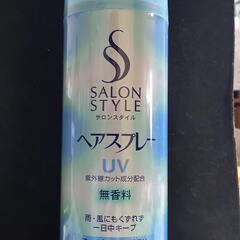 SALON
STYLE
サロンスタイル
ヘアスプレー
UV
紫外線カット成分配合
無香料
雨・風にもくずれず
一日中キープ